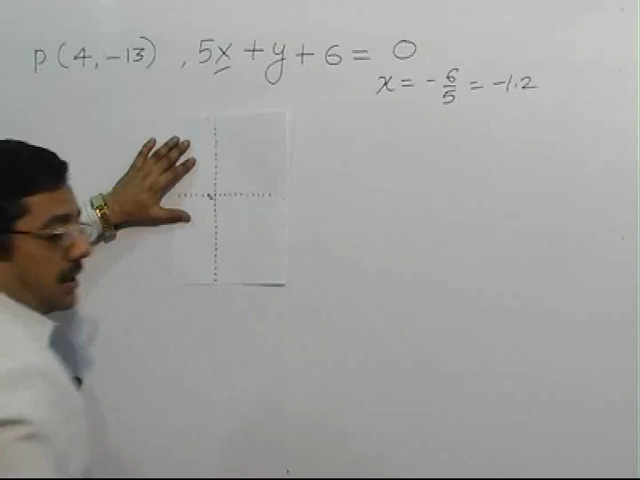 p(4,-13) , 5x + y + 6 = 0
x = -6/5 = -1.2